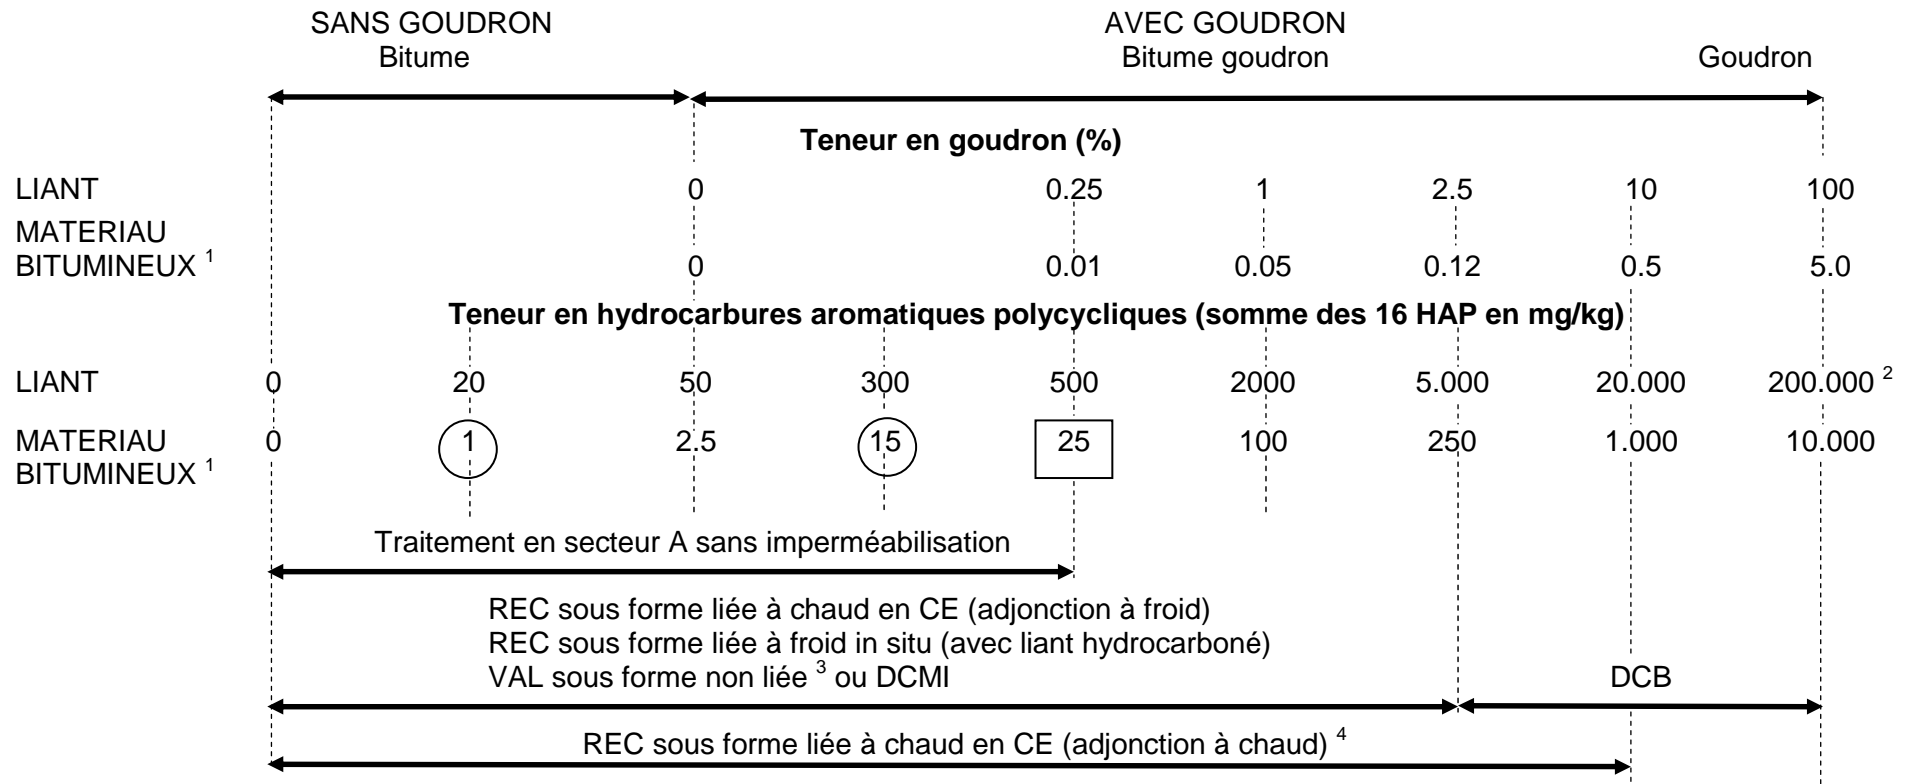 SANS GOUDRON AVEC GOUDRON
Bitume Bitume goudron Goudron
Teneur en goudron (%)
LIANT 0 0.25 1 2.5 10 100
MATERIAU
BITUMINEUX 1 0 0.01 0.05 0.12 0.5 5.0
Teneur en hydrocarbures aromatiques polycycliques (somme des 16 HAP en mg/kg)
LIANT 0 20 50 300 500 2000 5.000 20.000 200.000 2
MATERIAU 0 1 2.5 15 25 100 250 1.000 10.000
BITUMINEUX 1
Traitement en secteur A sans imperméabilisation
REC sous forme liée à chaud en CE (adjonction à froid)
REC sous forme liée à froid in situ (avec liant hydrocarboné)
VAL sous forme non liée 3 ou DCMI DCB
REC sous forme liée à chaud en CE (adjonction à chaud) 4